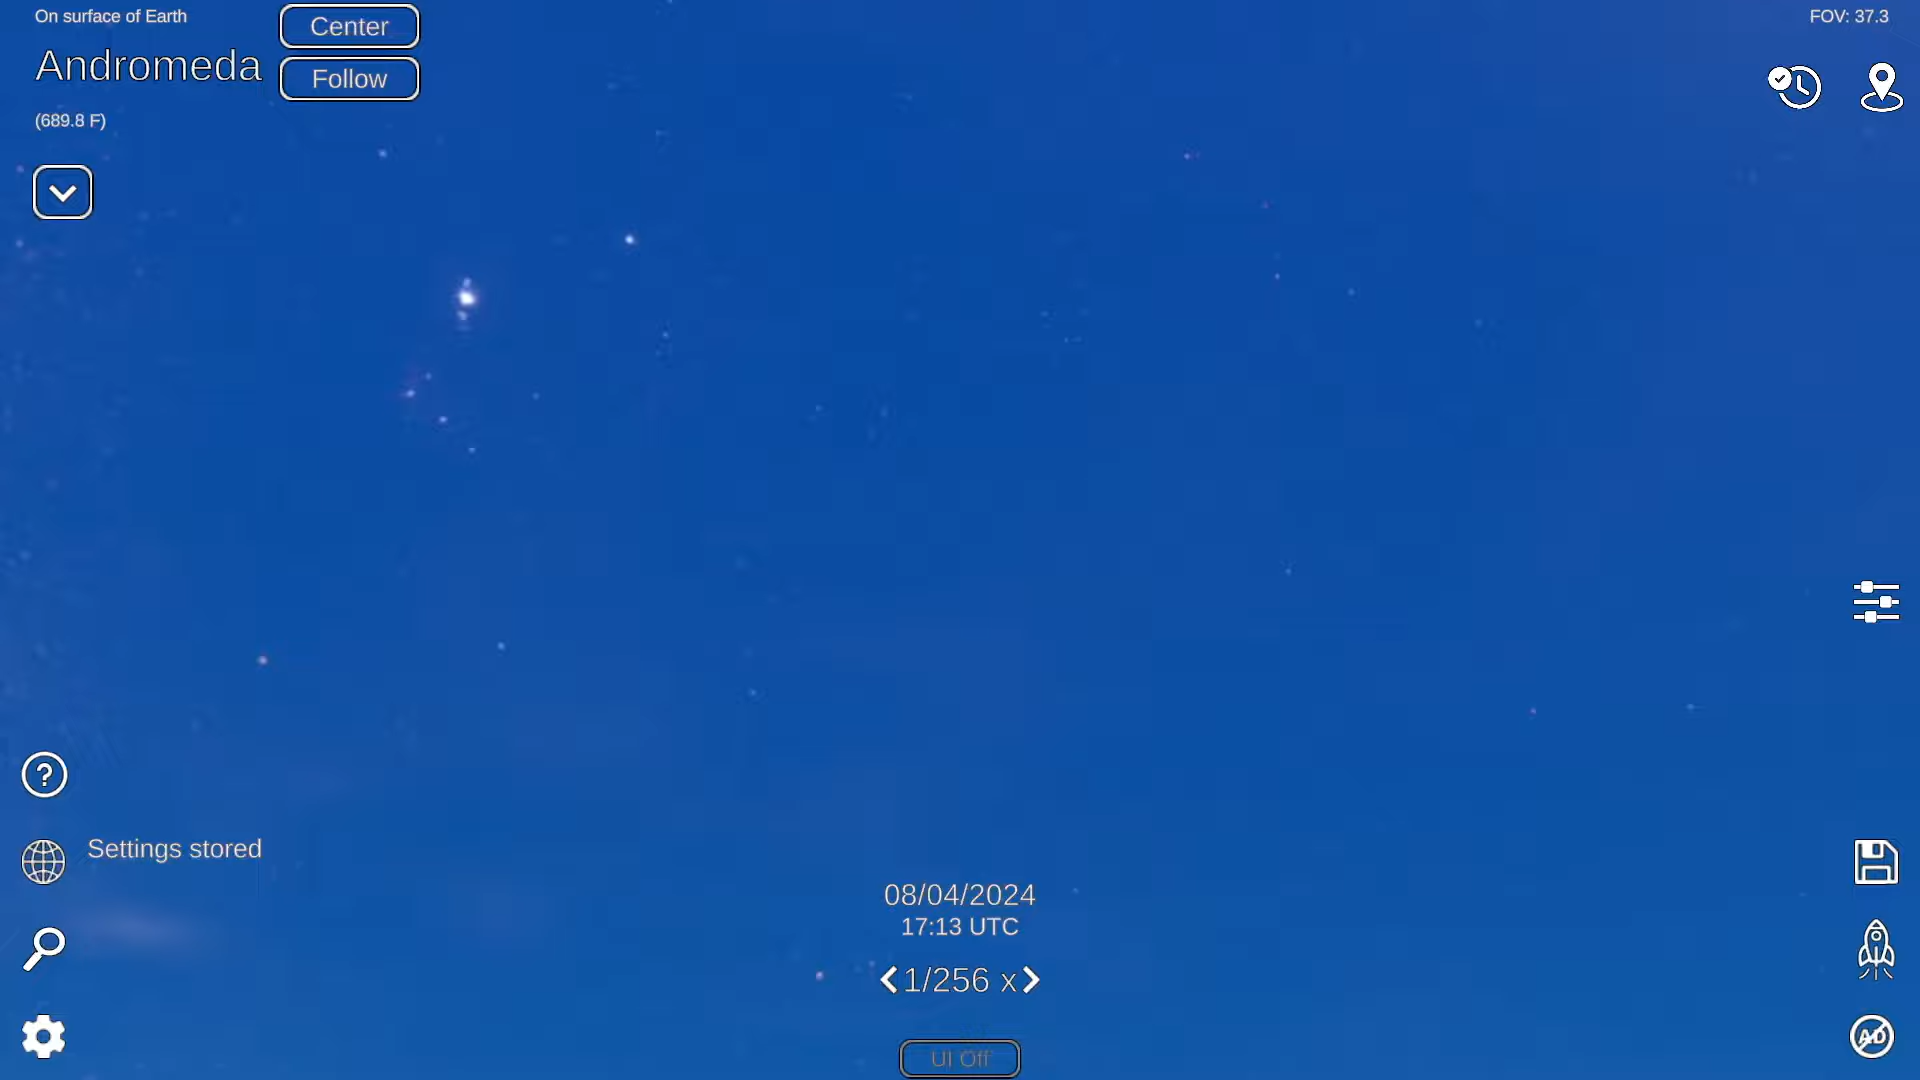 On surface of Earth
Andromeda
(689.8 F)
Center
Follow
FOV: 37.3
?
Settings stored
08/04/2024
17:13 UTC
1/256 x
UI Off
AD